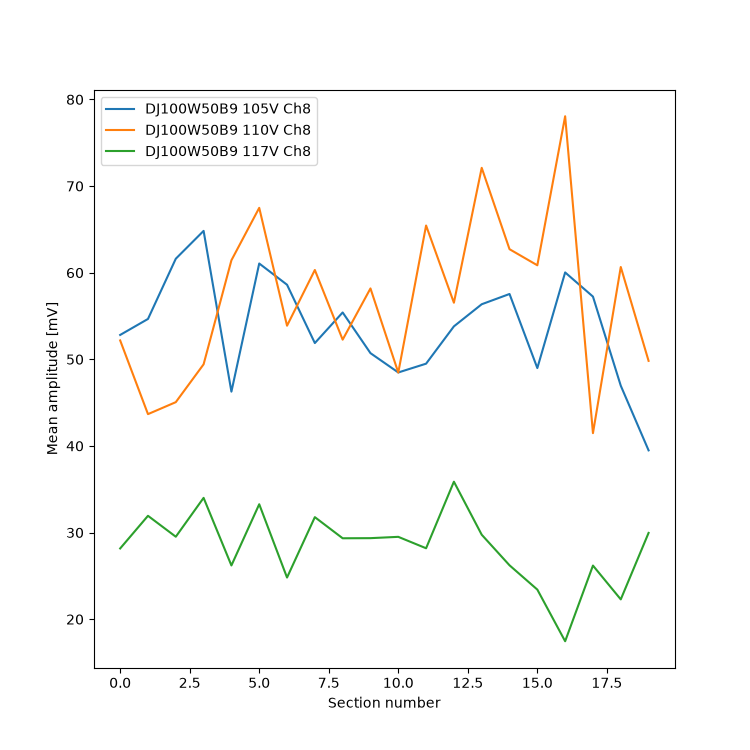 DJ100W50B9 105V Ch8
DJ100W50B9 110V Ch8
DJ100W50B9 117V Ch8
80
70
60
50
40
30
20
Mean amplitude [mV]
0.0 2.5 5.0 7.5 10.0 12.5 15.0 17.5
Section number